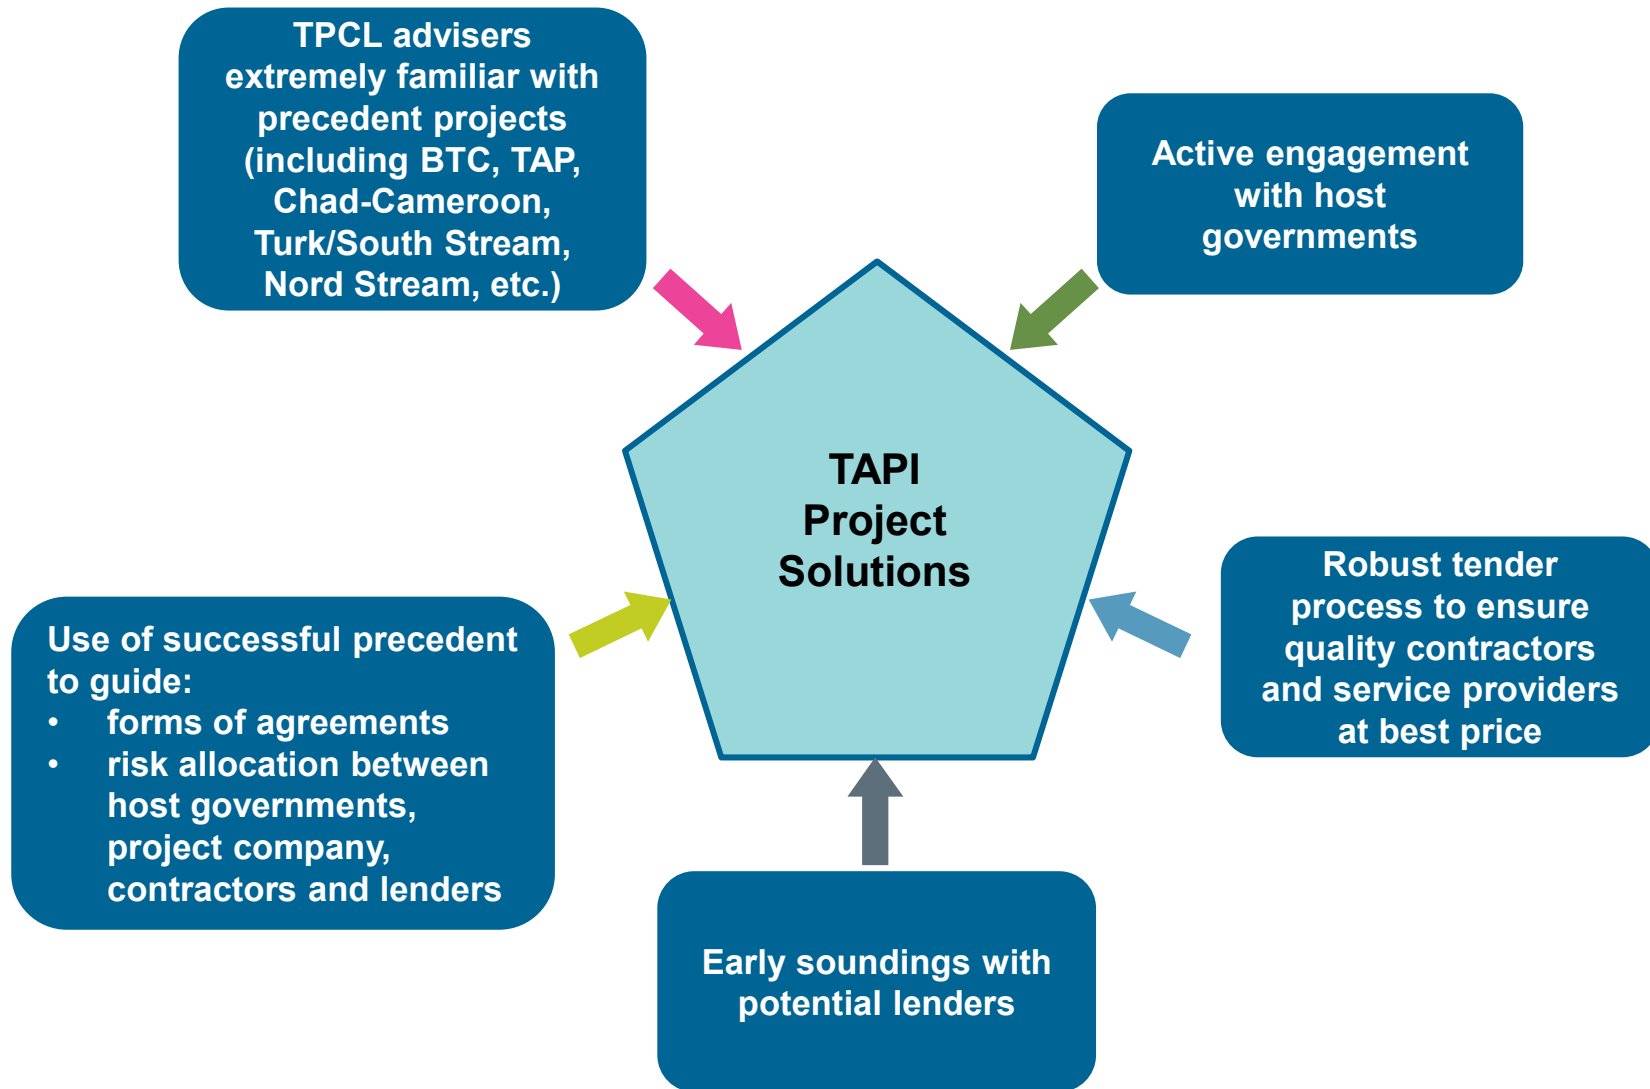 TPCL advisers
extremely familiar with
precedent projects
(including BTC, TAP,
Chad-Cameroon,
Turk/South Stream,
Nord Stream, etc.)
Active engagement
with host
governments
TAPI
Project
Solutions
Use of successful precedent
to guide:
• forms of agreements
• risk allocation between
host governments,
project company,
contractors and lenders
Robust tender
process to ensure
quality contractors
and service providers
at best price
Early soundings with
potential lenders